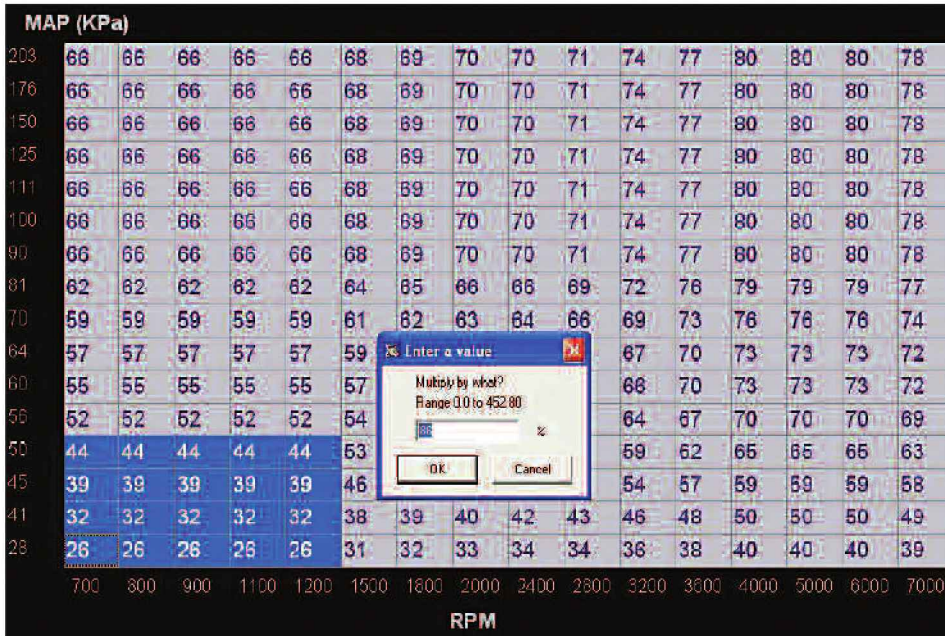 MAP (KPa)
203 66 66 66 66 66 68 69 70 70 71 74 77 80 80 80 78
176 66 66 66 66 66 68 69 70 70 71 74 77 80 80 80 78
150 66 66 66 66 66 68 69 70 70 71 74 77 80 80 80 78
125 66 66 66 66 66 68 69 70 70 71 74 77 80 80 80 78
111 66 66 66 66 66 68 69 70 70 71 74 77 80 80 80 78
100 66 66 66 66 66 68 69 70 70 71 74 77 80 80 80 78
90 66 66 66 66 66 68 69 70 70 71 74 77 80 80 80 78
81 62 62 62 62 62 64 65 66 66 69 72 76 79 79 79 77
70 59 59 59 59 59 61 62 63 64 66 69 73 76 76 76 74
64 57 57 57 57 57 59 67 70 73 73 73 72
Enter a value
60 55 55 55 55 55 57 66 70 73 73 73 72
Multiply by what?
Range 0.0 to 452.80
56 52 52 52 52 52 54 64 67 70 70 70 69
86 %
50 44 44 44 44 44 53 59 62 65 65 65 63
OK Cancel
45 39 39 39 39 39 46 54 57 59 59 59 58
41 32 32 32 32 32 38 39 40 42 43 46 48 50 50 50 49
28 26 26 26 26 26 31 32 33 34 34 36 38 40 40 40 39
700 800 900 1100 1200 1500 1800 2000 2400 2800 3200 3600 4000 5000 6000 7000
RPM